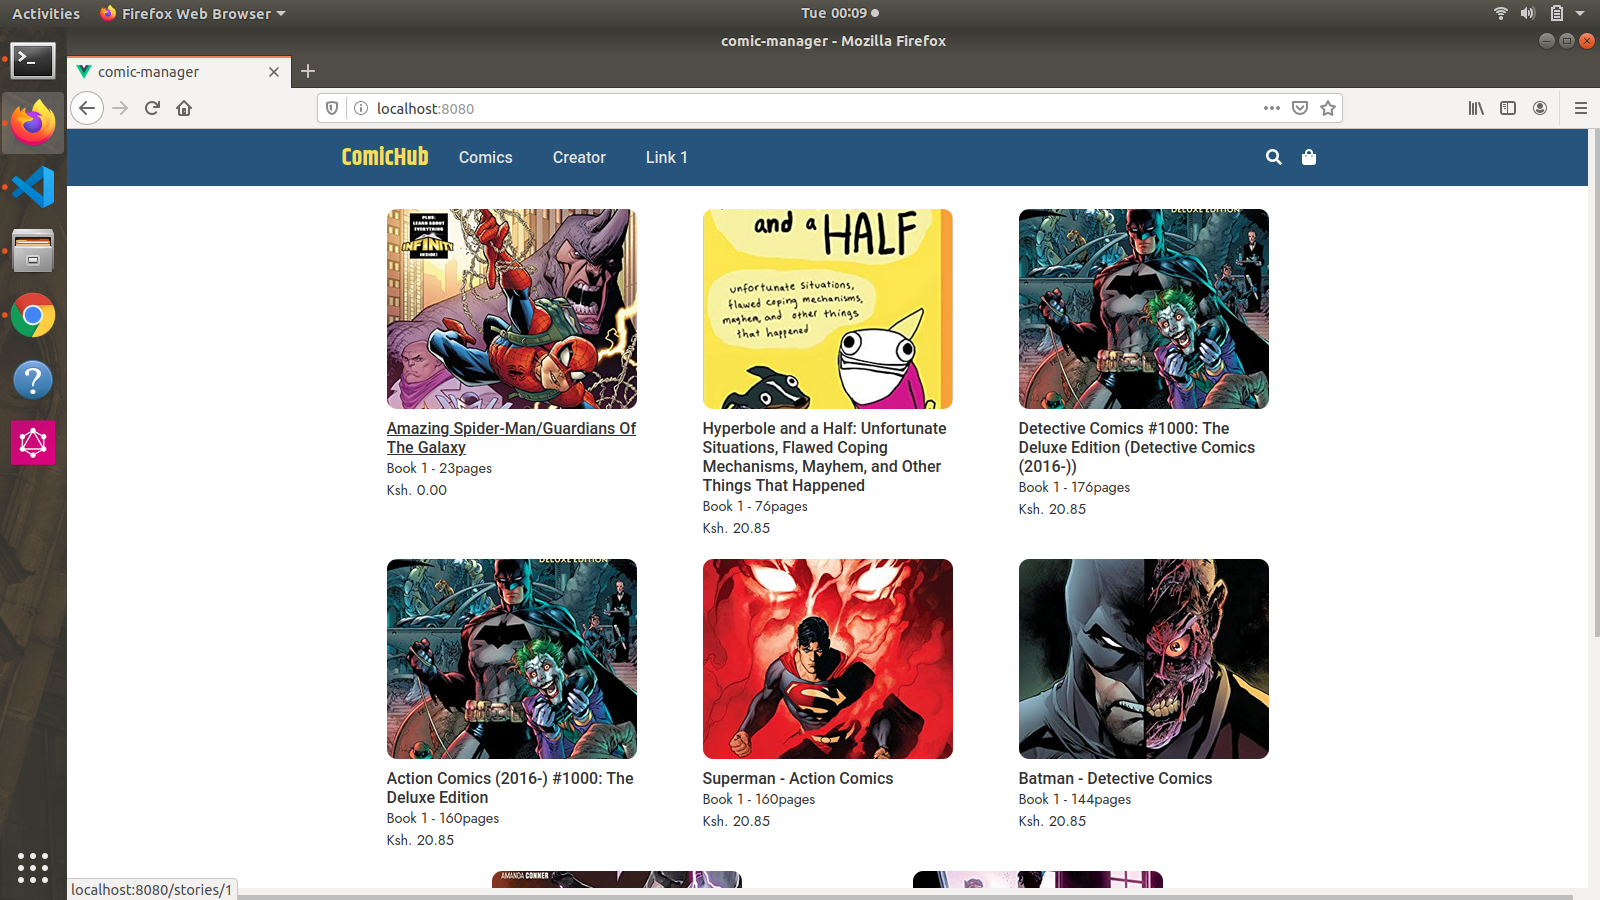 Activities
Firefox Web Browser
Tue 00:09
comic-manager - Mozilla Firefox
comic-manager
localhost:8080
ComicHub
Comics
Creator
Link 1
PLUS:
LEARN ABOUT
EVERYTHING
INFINITY
INSIDE!
and a HALF
unfortunate situations,
flawed coping mechanisms,
mayhem, and other things
that happened
DELUXE EDITION
Amazing Spider-Man/Guardians Of
The Galaxy
Book 1 - 23pages
Ksh. 0.00
Hyperbole and a Half: Unfortunate
Situations, Flawed Coping
Mechanisms, Mayhem, and Other
Things That Happened
Book 1 - 76pages
Ksh. 20.85
Detective Comics #1000: The
Deluxe Edition (Detective Comics
(2016-))
Book 1 - 176pages
Ksh. 20.85
DELUXE EDITION
Action Comics (2016-) #1000: The
Deluxe Edition
Book 1 - 160pages
Ksh. 20.85
Superman - Action Comics
Book 1 - 160pages
Ksh. 20.85
Batman - Detective Comics
Book 1 - 144pages
Ksh. 20.85
AMANDA CONNER
localhost:8080/stories/1